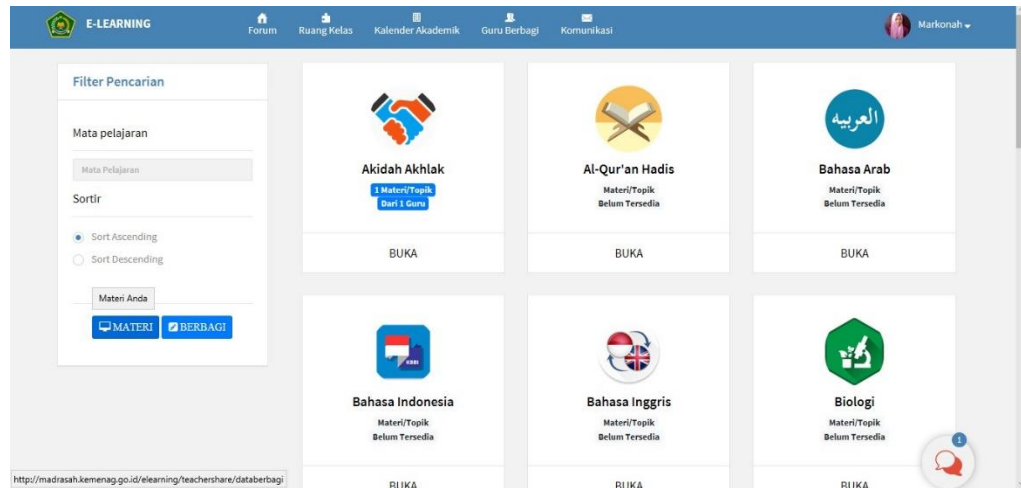 E-LEARNING
Forum
Ruang Kelas
Kalender Akademik
Guru Berbagi
Komunikasi
Markonah
Filter Pencarian
Mata pelajaran
Mata Pelajaran
Sortir
Sort Ascending
Sort Descending
Materi Anda
MATERI
BERBAGI
Akidah Akhlak
1 Materi/Topik
Dari 1 Guru
BUKA
Al-Qur'an Hadis
Materi/Topik
Belum Tersedia
BUKA
العربيه
Bahasa Arab
Materi/Topik
Belum Tersedia
BUKA
KBBI
Bahasa Indonesia
Materi/Topik
Belum Tersedia
BUKA
Bahasa Inggris
Materi/Topik
Belum Tersedia
BUKA
Biologi
Materi/Topik
Belum Tersedia
BUKA
1
http://madrasah.kemenag.go.id/elearning/teachershare/databerbagi